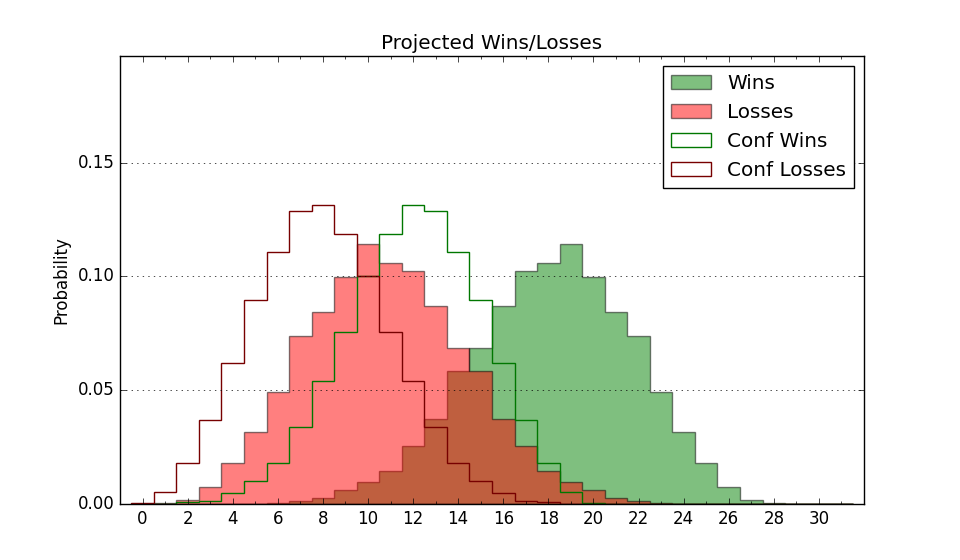 Projected Wins/Losses
Wins
Losses
Conf Wins
Conf Losses
Probability
0.15
0.10
0.05
0.00
0 2 4 6 8 10 12 14 16 18 20 22 24 26 28 30